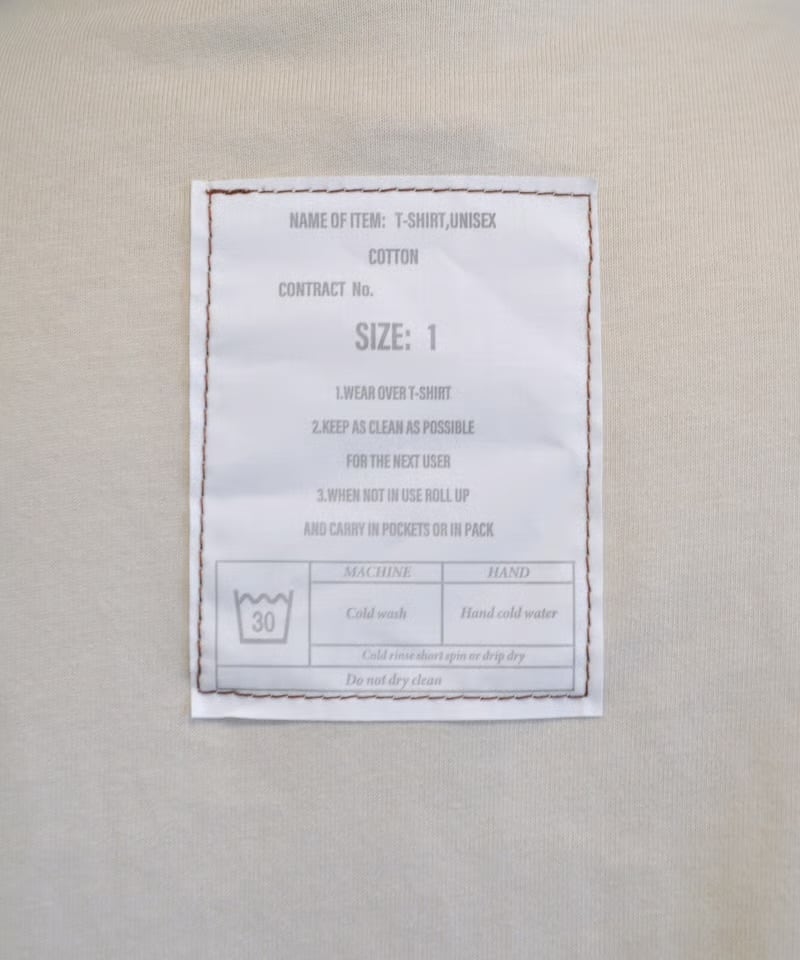 NAME OF ITEM: T-SHIRT,UNISEX
COTTON
CONTRACT No.
SIZE: 1
1.WEAR OVER T-SHIRT
2.KEEP AS CLEAN AS POSSIBLE
FOR THE NEXT USER
3.WHEN NOT IN USE ROLL UP
AND CARRY IN POCKETS OR IN PACK
MACHINE HAND
30 Cold wash Hand cold water
Cold rinse short spin or drip dry
Do not dry clean